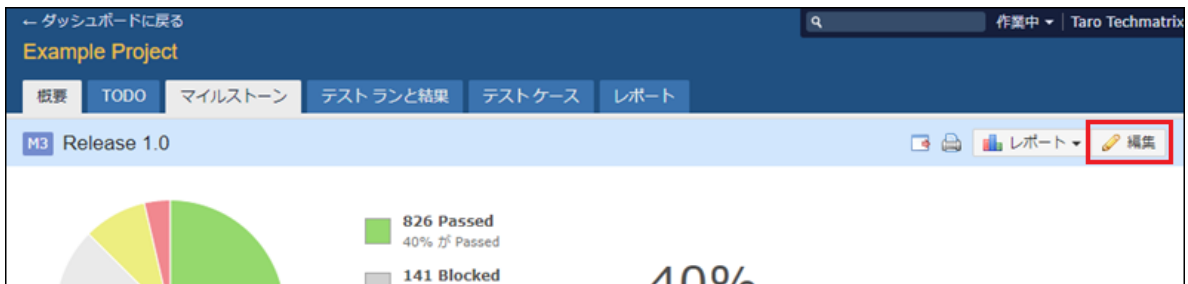 ← ダッシュボードに戻る
作業中 ▾ | Taro Techmatrix
Example Project
概要 TODO マイルストーン テスト ランと結果 テスト ケース レポート
M3 Release 1.0
レポート ▾ 編集
826 Passed
40% が Passed
141 Blocked
40%